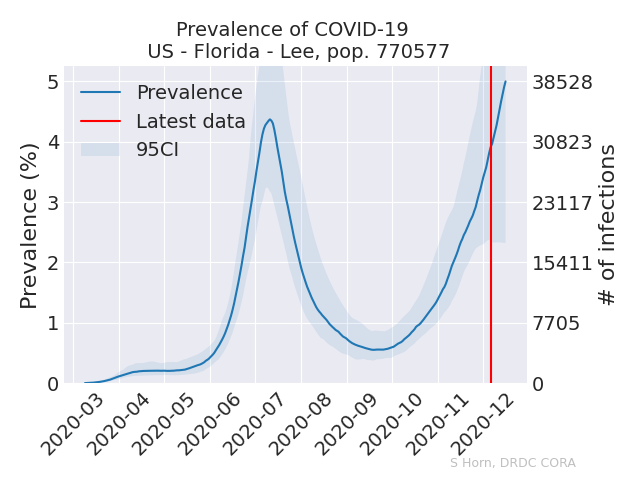 Prevalence of COVID-19
US - Florida - Lee, pop. 770577
Prevalence
Latest data
95CI
Prevalence (%)
5
4
3
2
1
0
38528
30823
23117
15411
7705
0
# of infections
2020-03
2020-04
2020-05
2020-06
2020-07
2020-08
2020-09
2020-10
2020-11
2020-12
S Horn, DRDC CORA